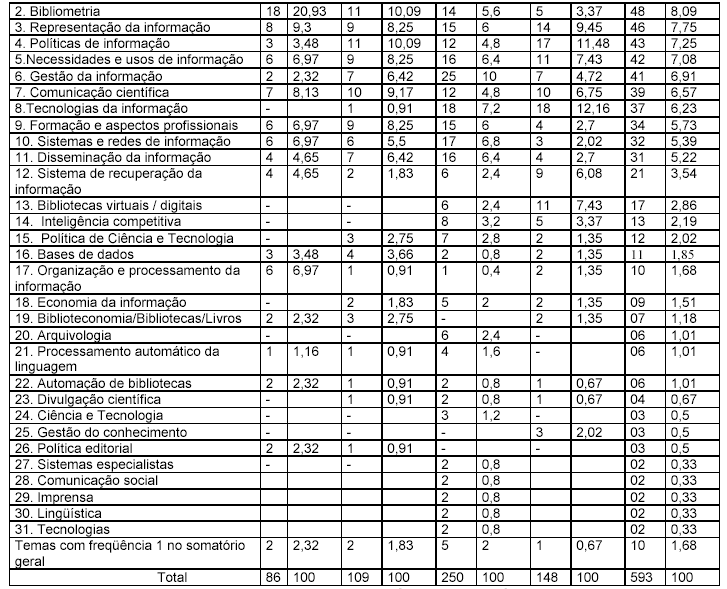 2. Bibliometria 18 20,93 11 10,09 14 5,6 5 3,37 48 8,09
3. Representação da informação 8 9,3 9 8,25 15 6 14 9,45 46 7,75
4. Políticas de informação 3 3,48 11 10,09 12 4,8 17 11,48 43 7,25
5.Necessidades e usos de informação 6 6,97 9 8,25 16 6,4 11 7,43 42 7,08
6. Gestão da informação 2 2,32 7 6,42 25 10 7 4,72 41 6,91
7. Comunicação científica 7 8,13 10 9,17 12 4,8 10 6,75 39 6,57
8.Tecnologias da informação - 1 0,91 18 7,2 18 12,16 37 6,23
9. Formação e aspectos profissionais 6 6,97 9 8,25 15 6 4 2,7 34 5,73
10. Sistemas e redes de informação 6 6,97 6 5,5 17 6,8 3 2,02 32 5,39
11. Disseminação da informação 4 4,65 7 6,42 16 6,4 4 2,7 31 5,22
12. Sistema de recuperação da 4 4,65 2 1,83 6 2,4 9 6,08 21 3,54
informação
13. Bibliotecas virtuais / digitais - - 6 2,4 11 7,43 17 2,86
14. Inteligência competitiva - - 8 3,2 5 3,37 13 2,19
15. Política de Ciência e Tecnologia - 3 2,75 7 2,8 2 1,35 12 2,02
16. Bases de dados 3 3,48 4 3,66 2 0,8 2 1,35 11 1,85
17. Organização e processamento da 6 6,97 1 0,91 1 0,4 2 1,35 10 1,68
informação
18. Economia da informação - 2 1,83 5 2 2 1,35 09 1,51
19. Biblioteconomia/Bibliotecas/Livros 2 2,32 3 2,75 - 2 1,35 07 1,18
20. Arquivologia - - 6 2,4 - 06 1,01
21. Processamento automático da 1 1,16 1 0,91 4 1,6 - 06 1,01
linguagem
22. Automação de bibliotecas 2 2,32 1 0,91 2 0,8 1 0,67 06 1,01
23. Divulgação científica - 1 0,91 2 0,8 1 0,67 04 0,67
24. Ciência e Tecnologia - - 3 1,2 - 03 0,5
25. Gestão do conhecimento - - - 3 2,02 03 0,5
26. Política editorial 2 2,32 1 0,91 - - 03 0,5
27. Sistemas especialistas - - 2 0,8 02 0,33
28. Comunicação social 2 0,8 02 0,33
29. Imprensa 2 0,8 02 0,33
30. Lingüística 2 0,8 02 0,33
31. Tecnologias 2 0,8 02 0,33
Temas com freqüência 1 no somatório 2 2,32 2 1,83 5 2 1 0,67 10 1,68
geral
Total 86 100 109 100 250 100 148 100 593 100